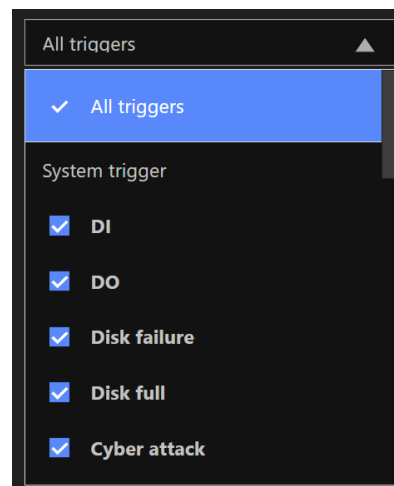 All triggers
All triggers
System trigger
DI
DO
Disk failure
Disk full
Cyber attack